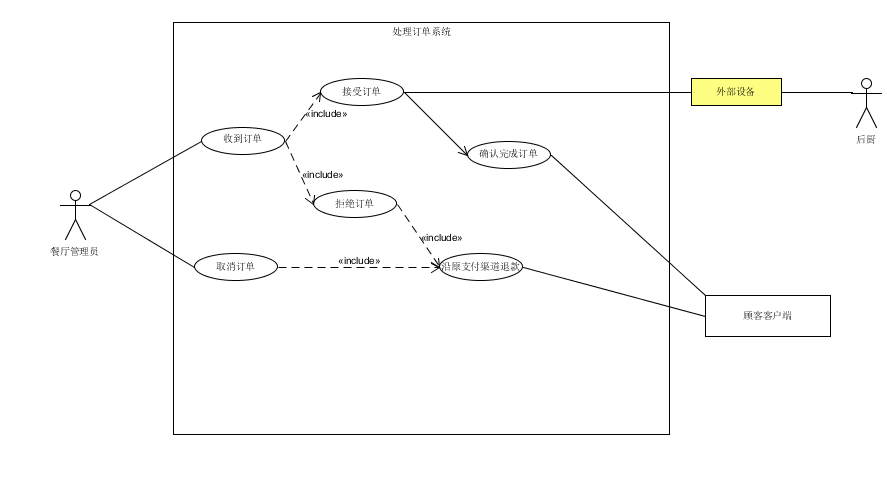 处理订单系统
接受订单
外部设备
«include»
收到订单
后厨
确认完成订单
«include»
拒绝订单
«include»
餐厅管理员
取消订单
«include»
沿原支付渠道退款
顾客客户端